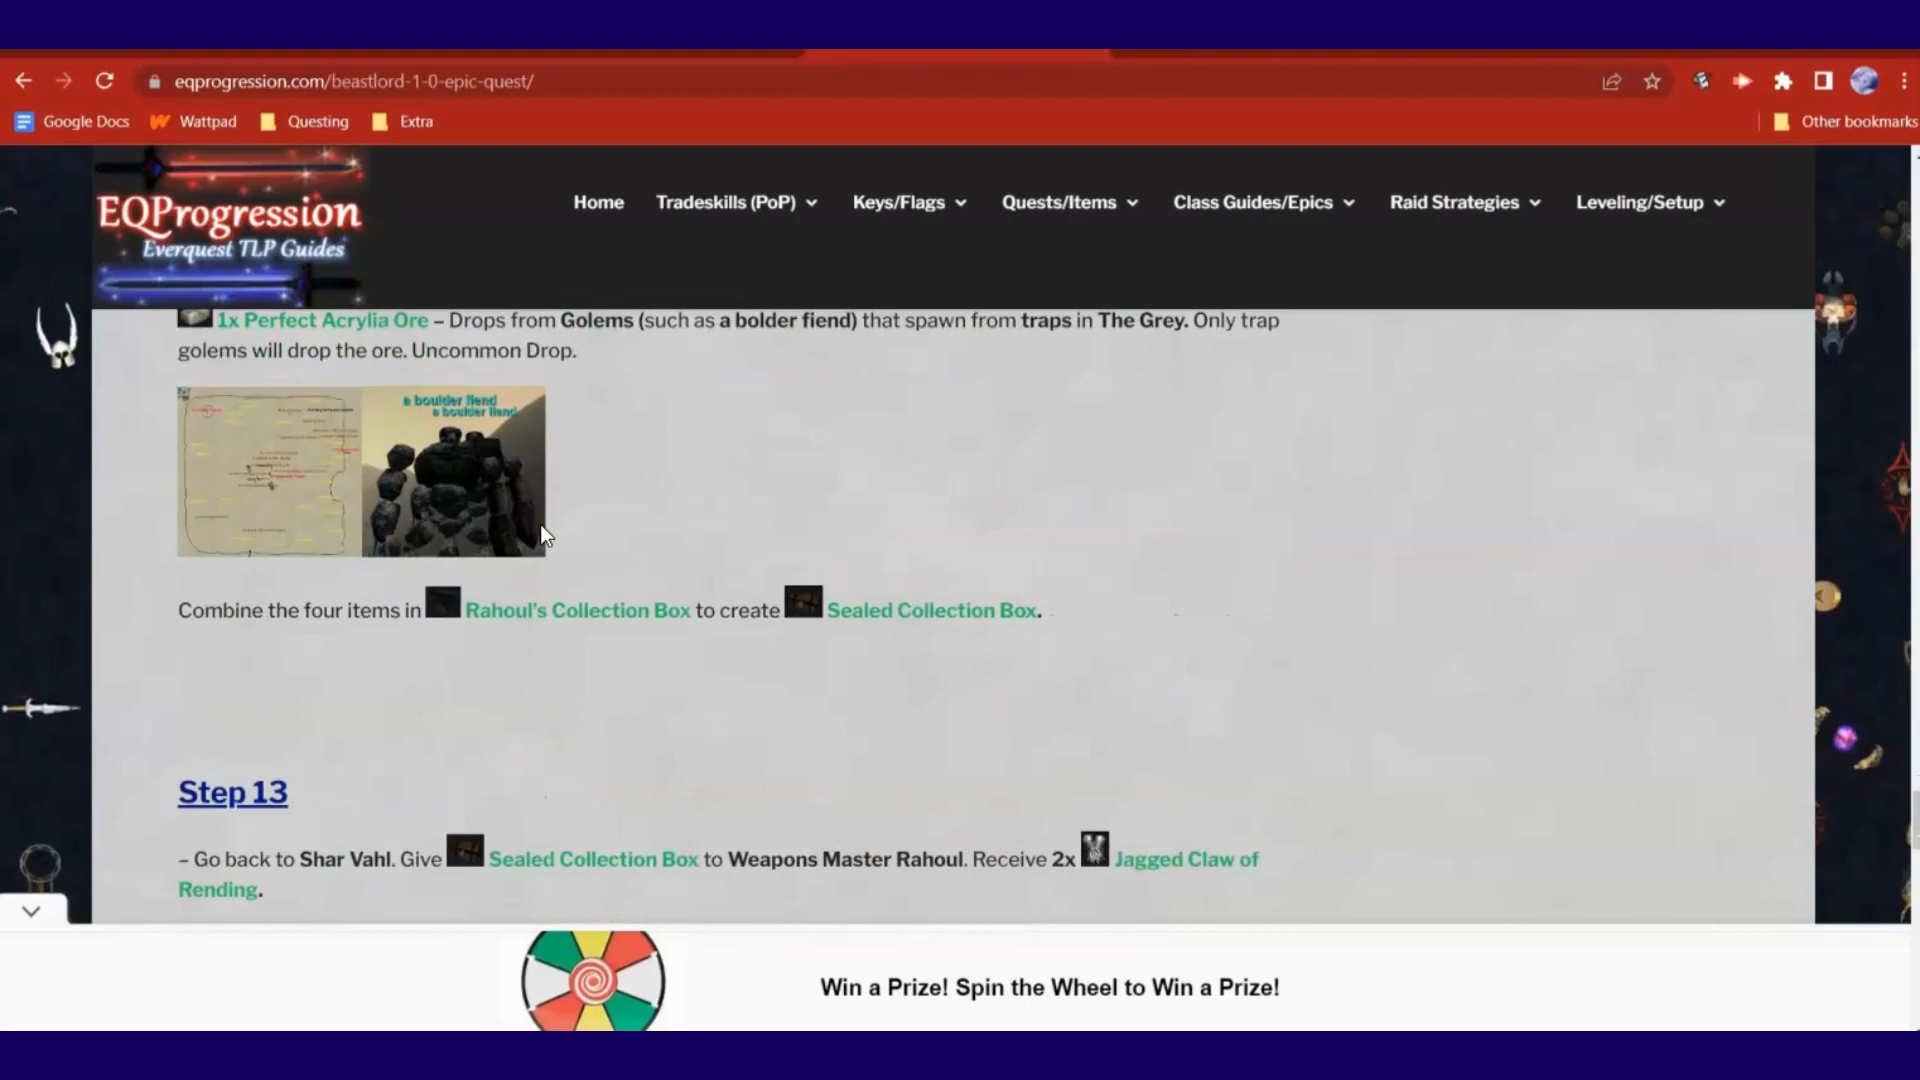 eqprogression.com/beastlord-1-0-epic-quest/
Google Docs Wattpad Questing Extra Other bookmarks
EQProgression
Everquest TLP Guides
Home Tradeskills (PoP) Keys/Flags Quests/Items Class Guides/Epics Raid Strategies Leveling/Setup
1x Perfect Acrylia Ore – Drops from Golems (such as a bolder fiend) that spawn from traps in The Grey. Only trap
golems will drop the ore. Uncommon Drop.
a boulder fiend
a boulder fiend
Combine the four items in Rahoul's Collection Box to create Sealed Collection Box.
Step 13
– Go back to Shar Vahl. Give Sealed Collection Box to Weapons Master Rahoul. Receive 2x Jagged Claw of
Rending.
Win a Prize! Spin the Wheel to Win a Prize!